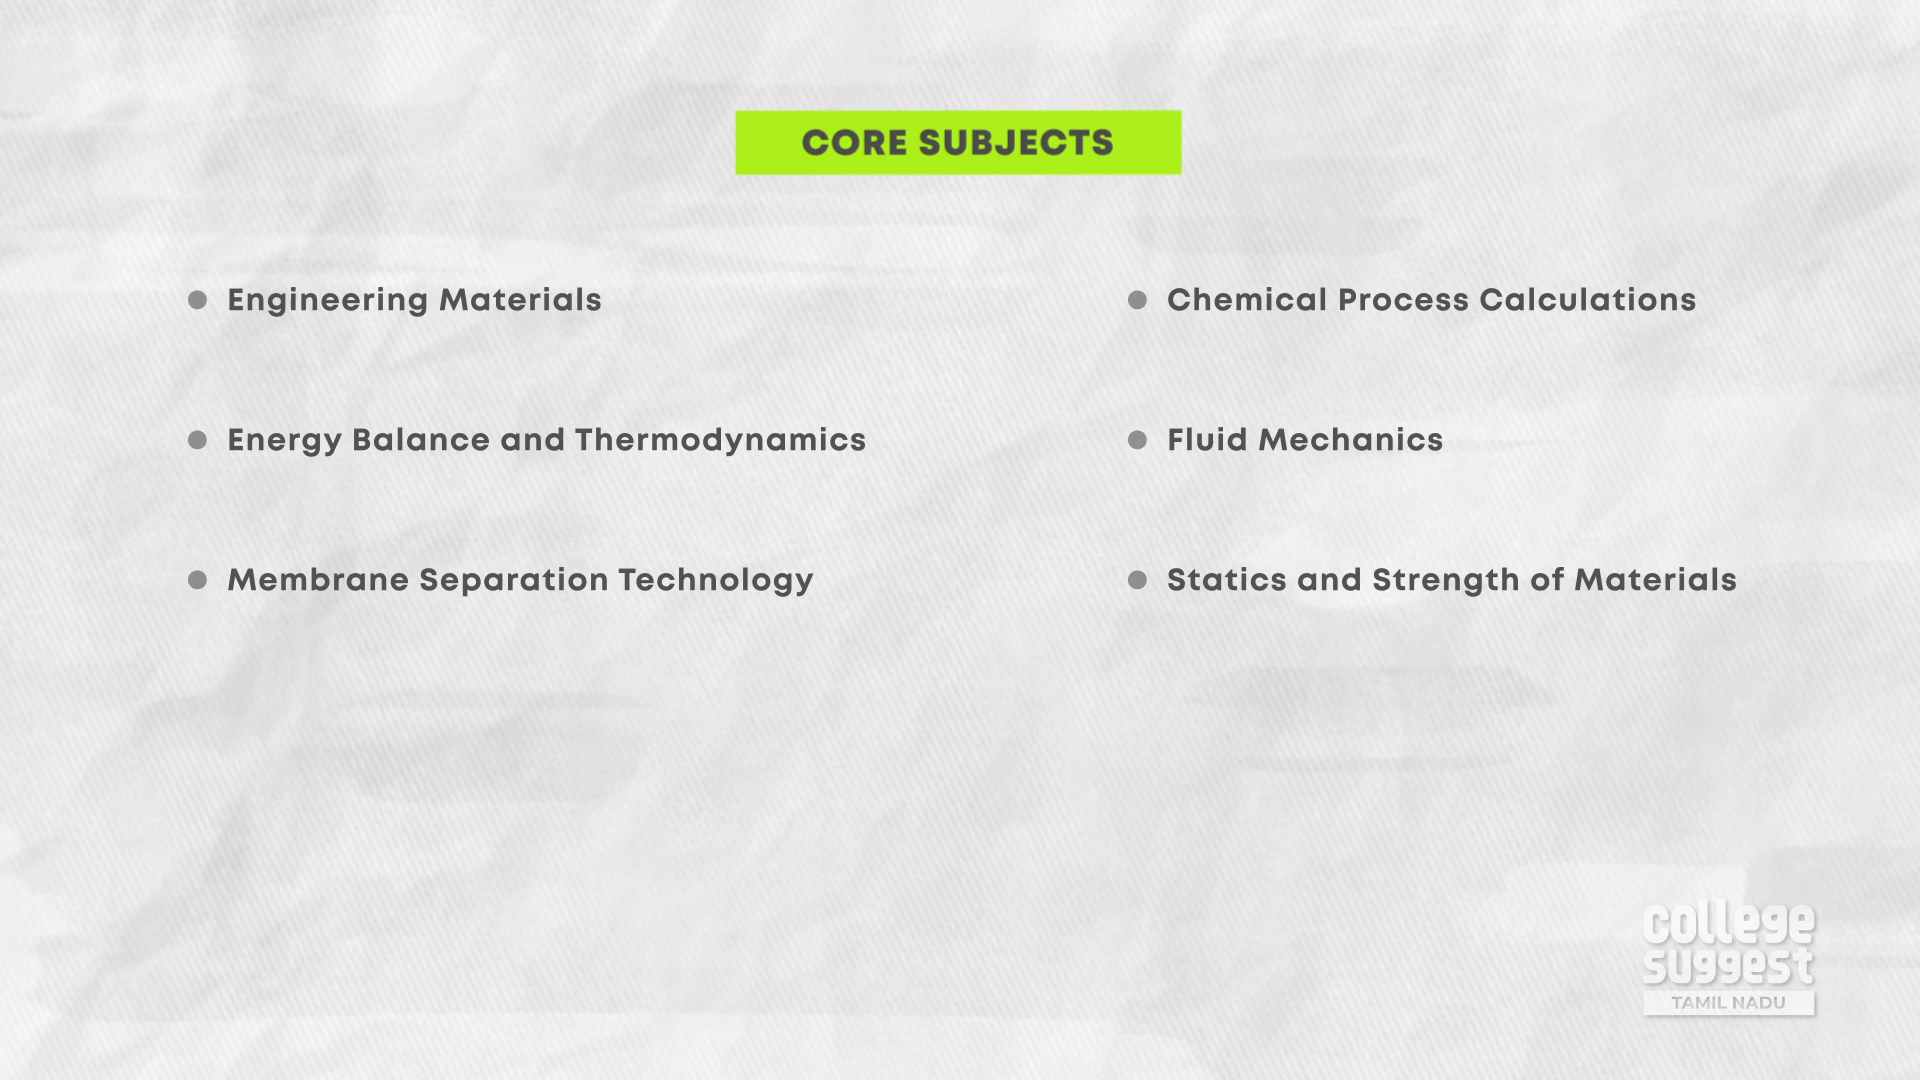 CORE SUBJECTS
Engineering Materials
Chemical Process Calculations
Energy Balance and Thermodynamics
Fluid Mechanics
Membrane Separation Technology
Statics and Strength of Materials
college
suggest
TAMIL NADU